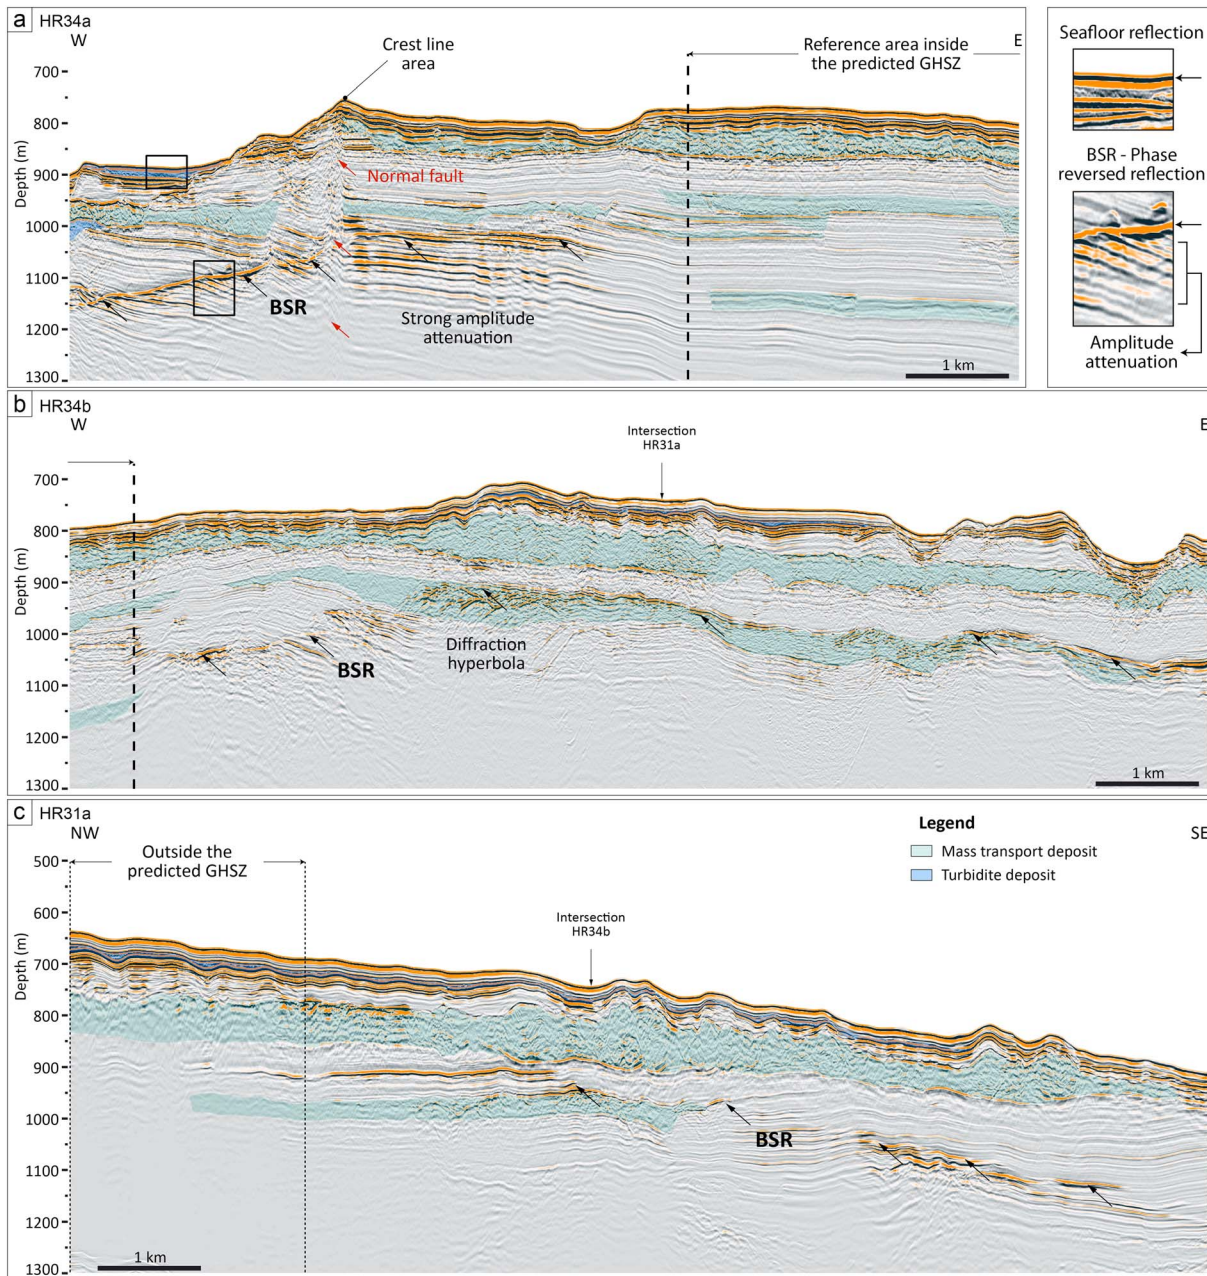 a HR34a
W
E
Crest line
area
Reference area inside
the predicted GHSZ
Depth (m)
700
800
900
1000
1100
1200
1300
Normal fault
BSR
Strong amplitude
attenuation
1 km
Seafloor reflection
BSR - Phase
reversed reflection
Amplitude
attenuation
b HR34b
W
E
Intersection
HR31a
Depth (m)
700
800
900
1000
1100
1200
1300
BSR
Diffraction
hyperbola
1 km
c HR31a
NW
SE
Outside the
predicted GHSZ
Legend
Mass transport deposit
Turbidite deposit
Intersection
HR34b
Depth (m)
500
600
700
800
900
1000
1100
1200
1300
BSR
1 km